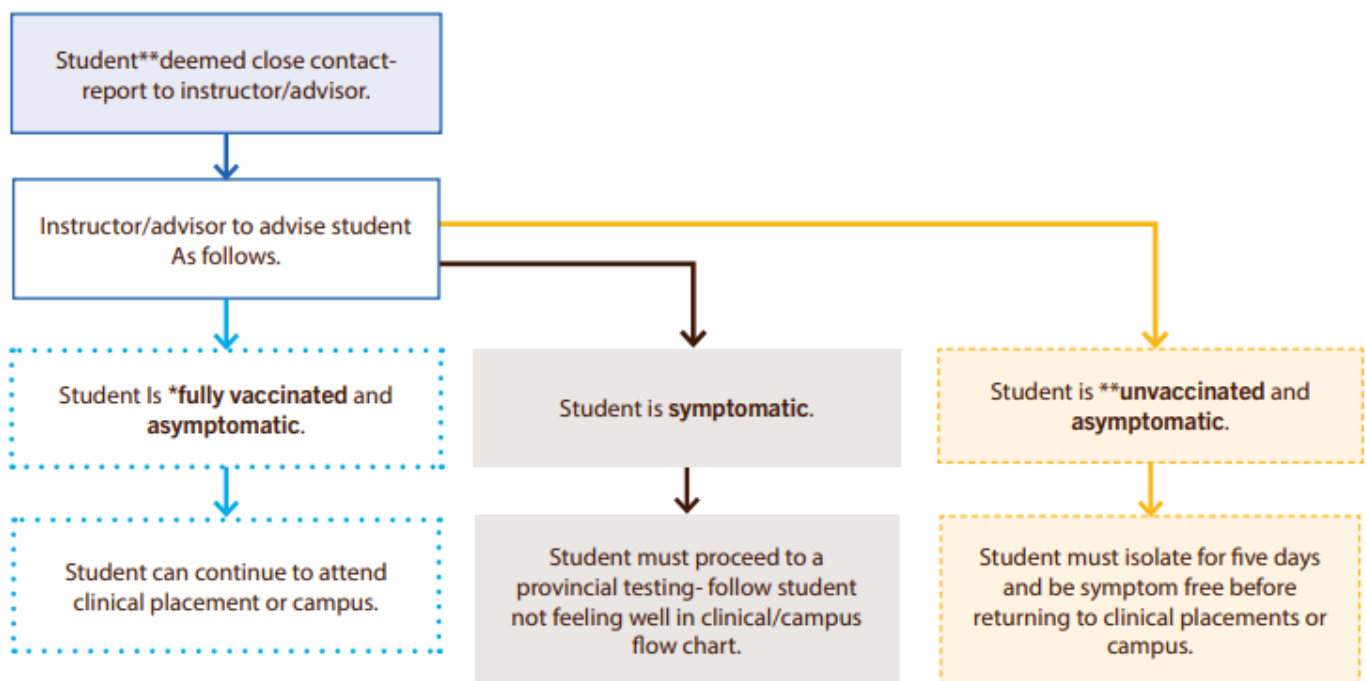 Student**deemed close contact-
report to instructor/advisor.
Instructor/advisor to advise student
As follows.
Student Is *fully vaccinated and
asymptomatic.
Student can continue to attend
clinical placement or campus.
Student is symptomatic.
Student must proceed to a
provincial testing- follow student
not feeling well in clinical/campus
flow chart.
Student is **unvaccinated and
asymptomatic.
Student must isolate for five days
and be symptom free before
returning to clinical placements or
campus.